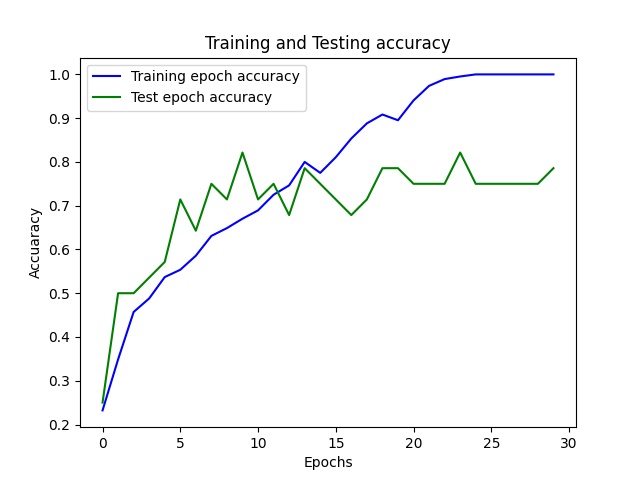 Training and Testing accuracy
Training epoch accuracy
Test epoch accuracy
1.0
0.9
0.8
0.7
0.6
0.5
0.4
0.3
0.2
Accuaracy
0 5 10 15 20 25 30
Epochs